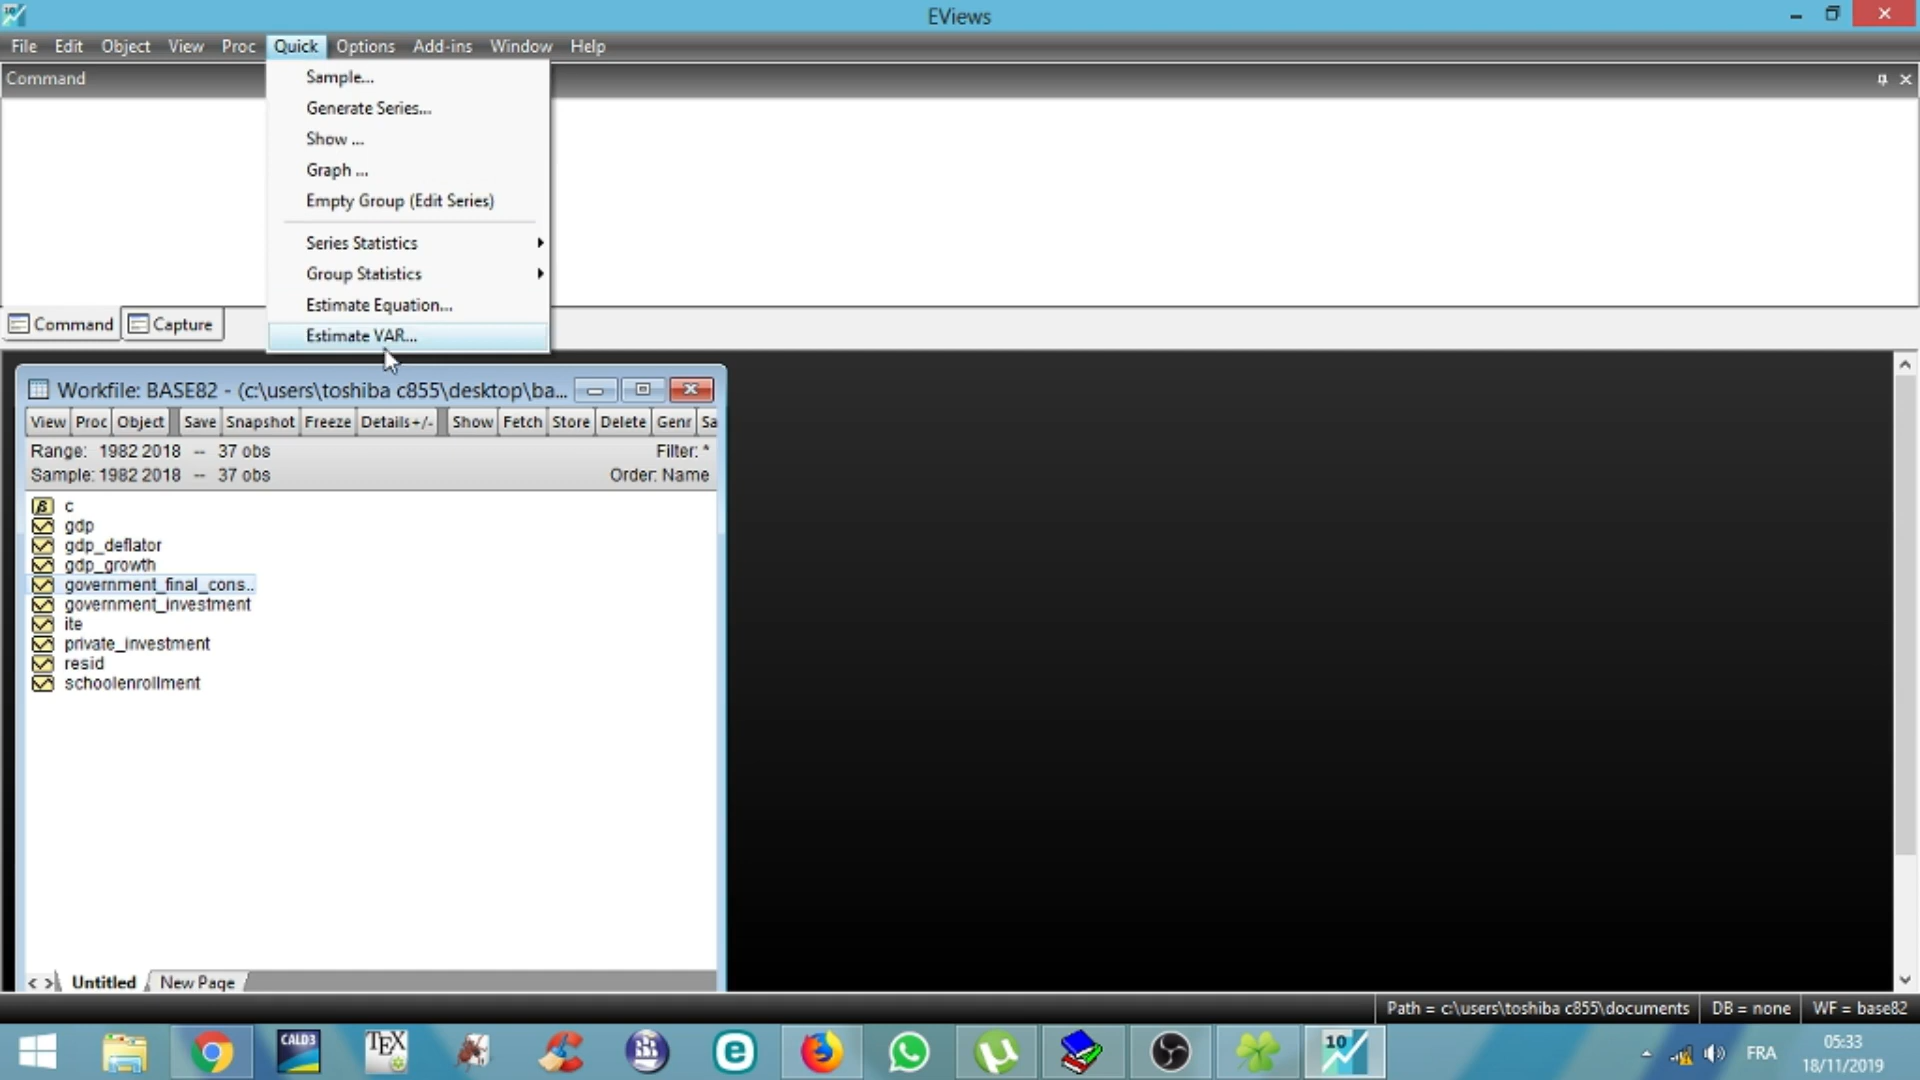 10
EViews
File Edit Object View Proc Quick Options Add-ins Window Help
Command
Sample...
Generate Series...
Show ...
Graph ...
Empty Group (Edit Series)
Series Statistics
Group Statistics
Estimate Equation...
Estimate VAR...
Command Capture
Workfile: BASE82 - (c:\users\toshiba c855\desktop\ba...
View Proc Object Save Snapshot Freeze Details+/- Show Fetch Store Delete Genr Sa
Range: 1982 2018 -- 37 obs Filter: *
Sample: 1982 2018 -- 37 obs Order: Name
β c
gdp
gdp_deflator
gdp_growth
government_final_cons..
government_investment
ite
private_investment
resid
schoolenrollment
< > Untitled New Page
Path = c:\users\toshiba c855\documents DB = none WF = base82
CALD3 TEX 10 FRA 05:33
18/11/2019